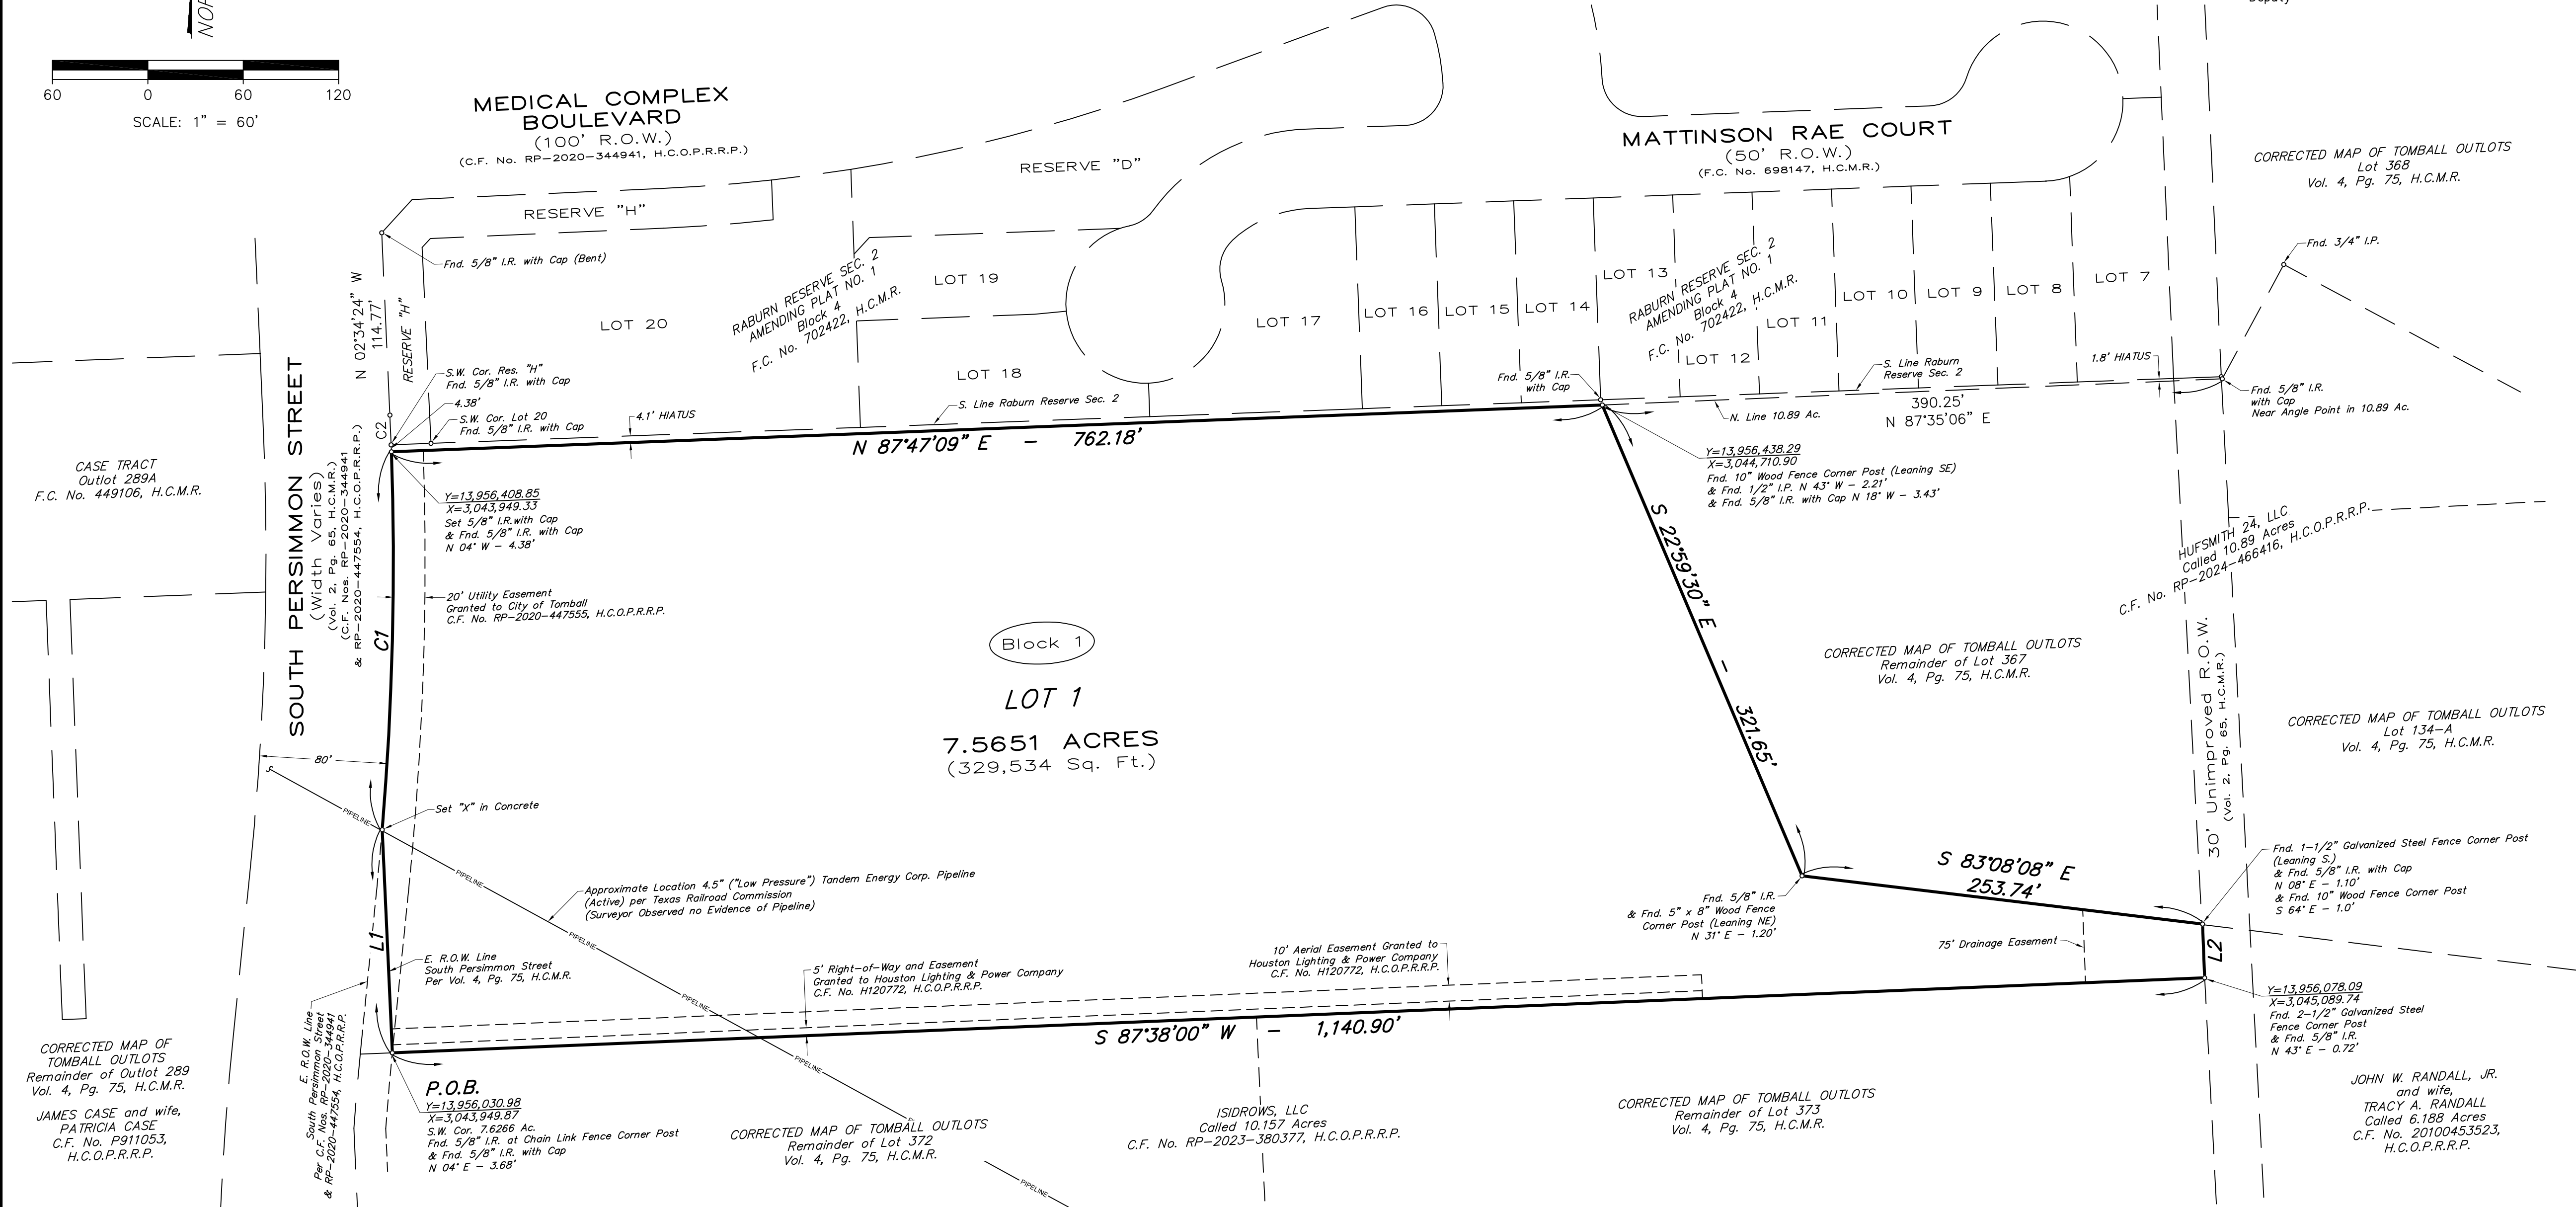 NOR
60 0 60 120
SCALE: 1" = 60'
MEDICAL COMPLEX
BOULEVARD
(100' R.O.W.)
(C.F. No. RP-2020-344941, H.C.O.P.R.R.P.)
RESERVE "H"
RESERVE "D"
MATTINSON RAE COURT
(50' R.O.W.)
(F.C. No. 698147, H.C.M.R.)
Deputy
CORRECTED MAP OF TOMBALL OUTLOTS
Lot 368
Vol. 4, Pg. 75, H.C.M.R.
Fnd. 3/4" I.P.
Fnd. 5/8" I.R. with Cap (Bent)
N 02°34'24" W
114.77'
RESERVE "H"
LOT 20
RABURN RESERVE SEC. 2
AMENDING PLAT NO. 1
Block 4
F.C. No. 702422, H.C.M.R.
LOT 19
LOT 18
LOT 17
LOT 16
LOT 15
LOT 14
LOT 13
RABURN RESERVE SEC. 2
AMENDING PLAT NO. 1
Block 4
F.C. No. 702422, H.C.M.R.
LOT 12
LOT 11
LOT 10
LOT 9
LOT 8
LOT 7
S.W. Cor. Res. "H"
Fnd. 5/8" I.R. with Cap
4.38'
S.W. Cor. Lot 20
Fnd. 5/8" I.R. with Cap
C2
4.1' HIATUS
S. Line Raburn Reserve Sec. 2
N 87°47'09" E - 762.18'
Fnd. 5/8" I.R.
with Cap
S. Line Raburn
Reserve Sec. 2
1.8' HIATUS
N. Line 10.89 Ac.
390.25'
N 87°35'06" E
Fnd. 5/8" I.R.
with Cap
Near Angle Point in 10.89 Ac.
Y=13,956,438.29
X=3,044,710.90
Fnd. 10" Wood Fence Corner Post (Leaning SE)
& Fnd. 1/2" I.P. N 43° W - 2.21'
& Fnd. 5/8" I.R. with Cap N 18° W - 3.43'
CASE TRACT
Outlot 289A
F.C. No. 449106, H.C.M.R.
SOUTH PERSIMMON STREET
(Width Varies)
(Vol. 2, Pg. 65, H.C.M.R.)
(C.F. Nos. RP-2020-344941
& RP-2020-447554, H.C.O.P.R.R.P.)
Y=13,956,408.85
X=3,043,949.33
Set 5/8" I.R.with Cap
& Fnd. 5/8" I.R. with Cap
N 04° W - 4.38'
20' Utility Easement
Granted to City of Tomball
C.F. No. RP-2020-447555, H.C.O.P.R.R.P.
C1
Block 1
LOT 1
7.5651 ACRES
(329,534 Sq. Ft.)
S 22°59'30" E - 321.65'
HUFSMITH 24, LLC
Called 10.89 Acres
C.F. No. RP-2024-466416, H.C.O.P.R.R.P.
CORRECTED MAP OF TOMBALL OUTLOTS
Remainder of Lot 367
Vol. 4, Pg. 75, H.C.M.R.
30' Unimproved R.O.W.
(Vol. 2, Pg. 65, H.C.M.R.)
CORRECTED MAP OF TOMBALL OUTLOTS
Lot 134-A
Vol. 4, Pg. 75, H.C.M.R.
80'
Set "X" in Concrete
PIPELINE
PIPELINE
PIPELINE
PIPELINE
PIPELINE
PIPELINE
Approximate Location 4.5" ("Low Pressure") Tandem Energy Corp. Pipeline
(Active) per Texas Railroad Commission
(Surveyor Observed no Evidence of Pipeline)
L1
E. R.O.W. Line
South Persimmon Street
Per Vol. 4, Pg. 75, H.C.M.R.
5' Right-of-Way and Easement
Granted to Houston Lighting & Power Company
C.F. No. H120772, H.C.O.P.R.R.P.
10' Aerial Easement Granted to
Houston Lighting & Power Company
C.F. No. H120772, H.C.O.P.R.R.P.
Fnd. 5/8" I.R.
& Fnd. 5" x 8" Wood Fence
Corner Post (Leaning NE)
N 31° E - 1.20'
S 83°08'08" E
253.74'
75' Drainage Easement
L2
Fnd. 1-1/2" Galvanized Steel Fence Corner Post
(Leaning S.)
& Fnd. 5/8" I.R. with Cap
N 08° E - 1.10'
& Fnd. 10" Wood Fence Corner Post
S 64° E - 1.0'
Y=13,956,078.09
X=3,045,089.74
Fnd. 2-1/2" Galvanized Steel
Fence Corner Post
& Fnd. 5/8" I.R.
N 43° E - 0.72'
S 87°38'00" W - 1,140.90'
E. R.O.W. Line
South Persimmon Street
Per C.F. Nos. RP-2020-344941
& RP-2020-447554, H.C.O.P.R.R.P.
CORRECTED MAP OF
TOMBALL OUTLOTS
Remainder of Outlot 289
Vol. 4, Pg. 75, H.C.M.R.
JAMES CASE and wife,
PATRICIA CASE
C.F. No. P911053,
H.C.O.P.R.R.P.
P.O.B.
Y=13,956,030.98
X=3,043,949.87
S.W. Cor. 7.6266 Ac.
Fnd. 5/8" I.R. at Chain Link Fence Corner Post
& Fnd. 5/8" I.R. with Cap
N 04° E - 3.68'
CORRECTED MAP OF TOMBALL OUTLOTS
Remainder of Lot 372
Vol. 4, Pg. 75, H.C.M.R.
ISIDROWS, LLC
Called 10.157 Acres
C.F. No. RP-2023-380377, H.C.O.P.R.R.P.
CORRECTED MAP OF TOMBALL OUTLOTS
Remainder of Lot 373
Vol. 4, Pg. 75, H.C.M.R.
JOHN W. RANDALL, JR.
and wife,
TRACY A. RANDALL
Called 6.188 Acres
C.F. No. 20100453523,
H.C.O.P.R.R.P.